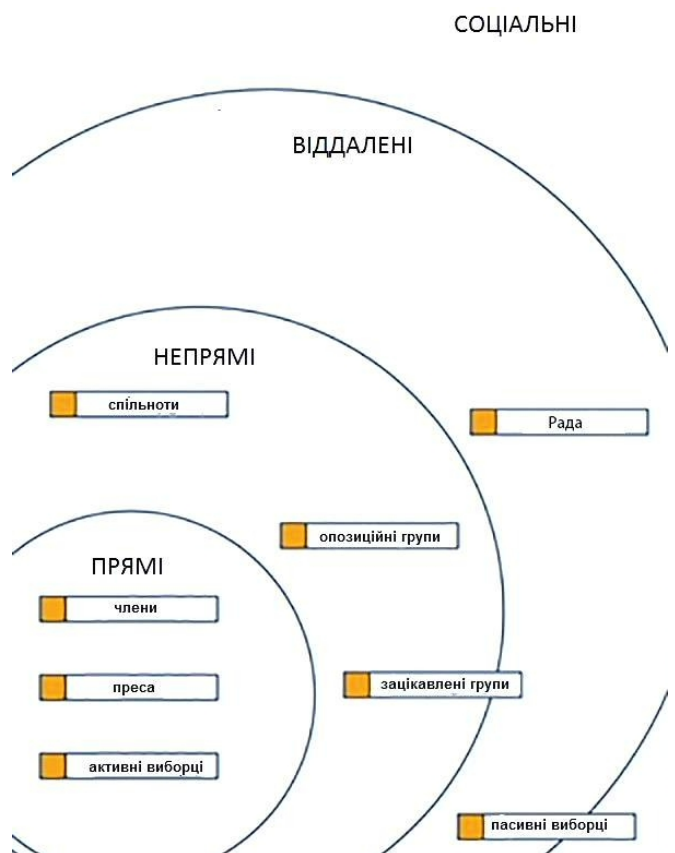 СОЦІАЛЬНІ
ВІДДАЛЕНІ
НЕПРЯМІ
спільноти
Рада
опозиційні групи
ПРЯМІ
члени
преса
зацікавлені групи
активні виборці
пасивні виборці